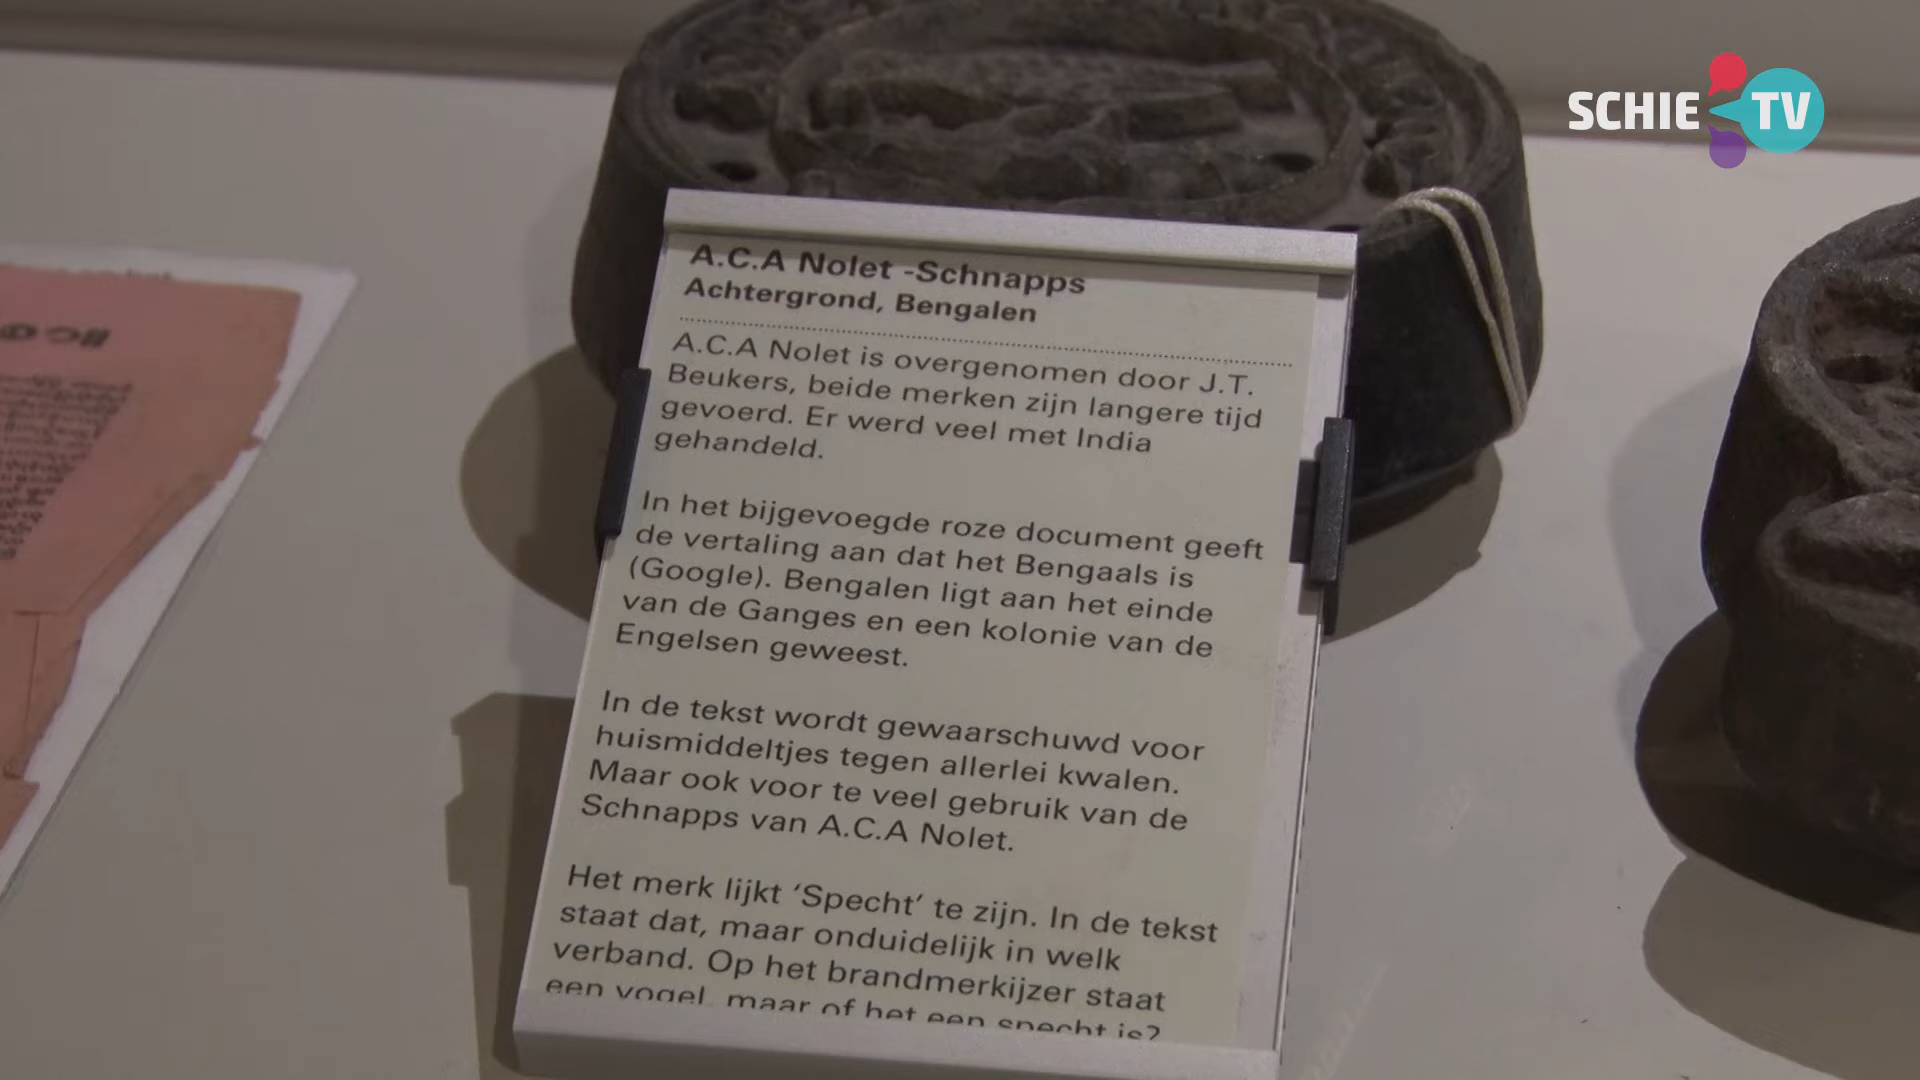 SCHIE TV
A.C.A Nolet -Schnapps
Achtergrond, Bengalen
A.C.A Nolet is overgenomen door J.T.
Beukers, beide merken zijn langere tijd
gevoerd. Er werd veel met India
gehandeld.
In het bijgevoegde roze document geeft
de vertaling aan dat het Bengaals is
(Google). Bengalen ligt aan het einde
van de Ganges en een kolonie van de
Engelsen geweest.
In de tekst wordt gewaarschuwd voor
huismiddeltjes tegen allerlei kwalen.
Maar ook voor te veel gebruik van de
Schnapps van A.C.A Nolet.
Het merk lijkt ‘Specht’ te zijn. In de tekst
staat dat, maar onduidelijk in welk
verband. Op het brandmerkijzer staat
een vogel, maar of het een specht is?